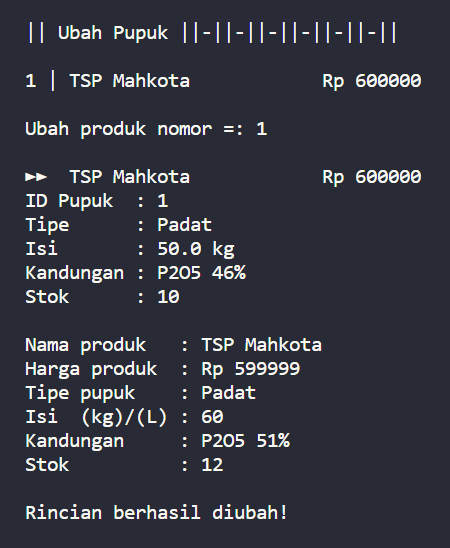 || Ubah Pupuk ||-||-||-||-||-||-||-||
1 | TSP Mahkota Rp 600000
Ubah produk nomor =: 1
►► TSP Mahkota Rp 600000
ID Pupuk : 1
Tipe : Padat
Isi : 50.0 kg
Kandungan : P2O5 46%
Stok : 10
Nama produk : TSP Mahkota
Harga produk : Rp 599999
Tipe pupuk : Padat
Isi (kg)/(L) : 60
Kandungan : P2O5 51%
Stok : 12
Rincian berhasil diubah!